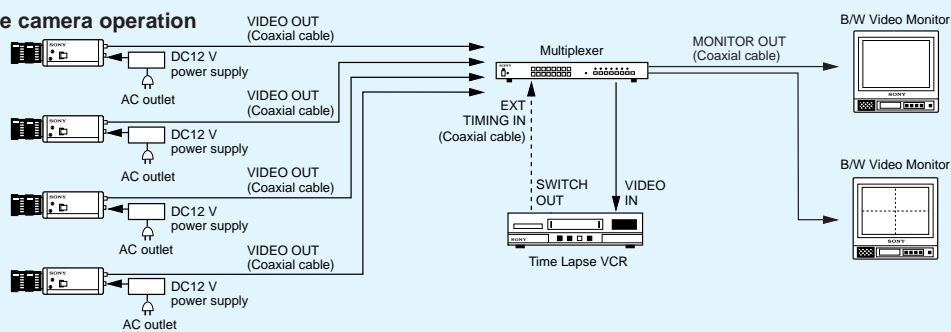 e camera operation
VIDEO OUT
(Coaxial cable)
SONY
DC12 V
power supply
AC outlet
VIDEO OUT
(Coaxial cable)
SONY
DC12 V
power supply
AC outlet
VIDEO OUT
(Coaxial cable)
SONY
DC12 V
power supply
AC outlet
VIDEO OUT
(Coaxial cable)
SONY
DC12 V
power supply
AC outlet
Multiplexer
SONY
EXT
TIMING IN
(Coaxial cable)
SWITCH
OUT
VIDEO
IN
SONY
Time Lapse VCR
MONITOR OUT
(Coaxial cable)
B/W Video Monitor
SONY
B/W Video Monitor
SONY